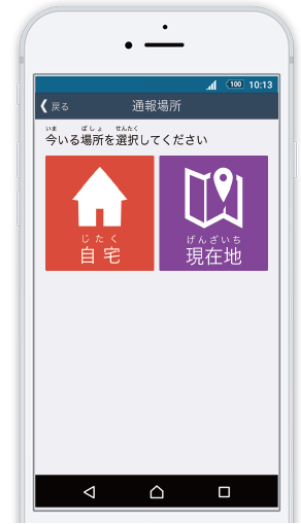 100 10:13
戻る 通報場所
いま ばしょ せんたく
今いる場所を選択してください
じたく げんざいち
自宅 現在地